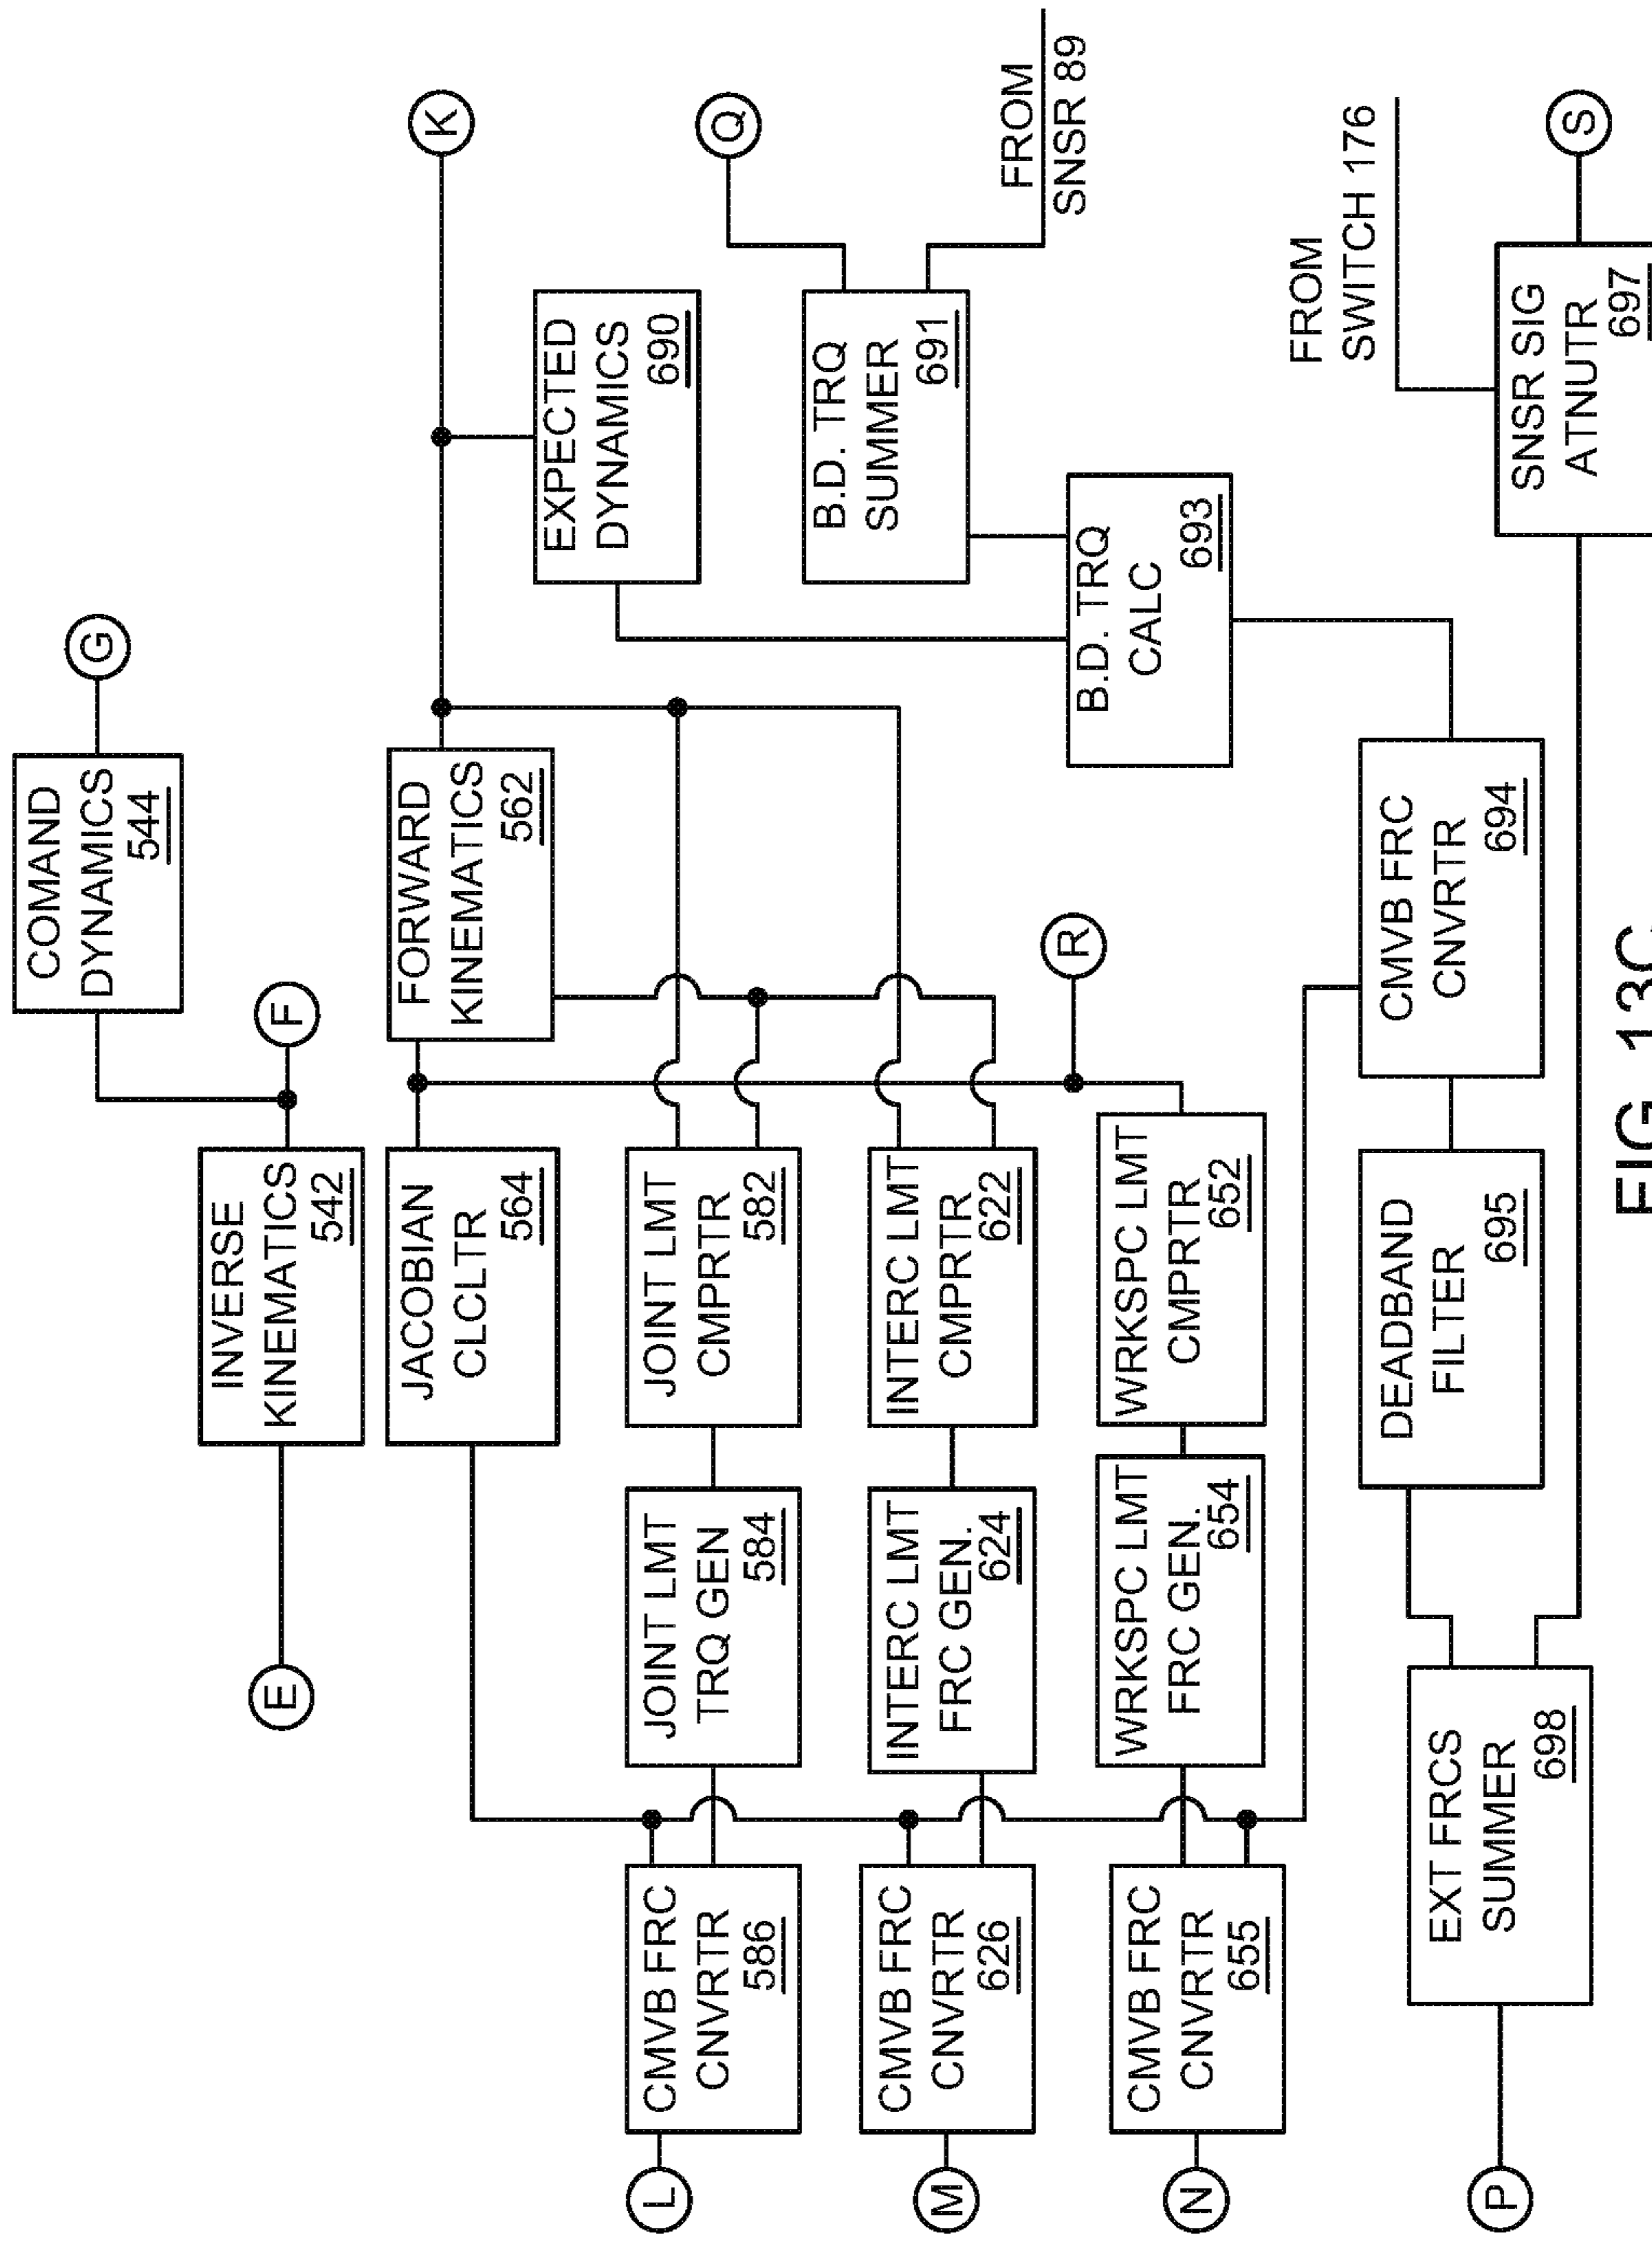 COMAND
DYNAMICS
544
G
F
INVERSE
KINEMATICS
542
E
K
FORWARD
KINEMATICS
562
JACOBIAN
CLCLTR
564
EXPECTED
DYNAMICS
690
JOINT LMT
CMPRTR
582
JOINT LMT
TRQ GEN
584
CMVB FRC
CNVRTR
586
L
Q
B.D. TRQ
SUMMER
691
FROM
SNSR 89
INTERC LMT
CMPRTR
622
INTERC LMT
FRC GEN.
624
CMVB FRC
CNVRTR
626
M
R
B.D. TRQ
CALC
693
WRKSPC LMT
CMPRTR
652
WRKSPC LMT
FRC GEN.
654
CMVB FRC
CNVRTR
655
N
FROM
SWITCH 176
CMVB FRC
CNVRTR
694
DEADBAND
FILTER
695
SNSR SIG
ATNUTR
697
S
EXT FRCS
SUMMER
698
P
FIG. 13C